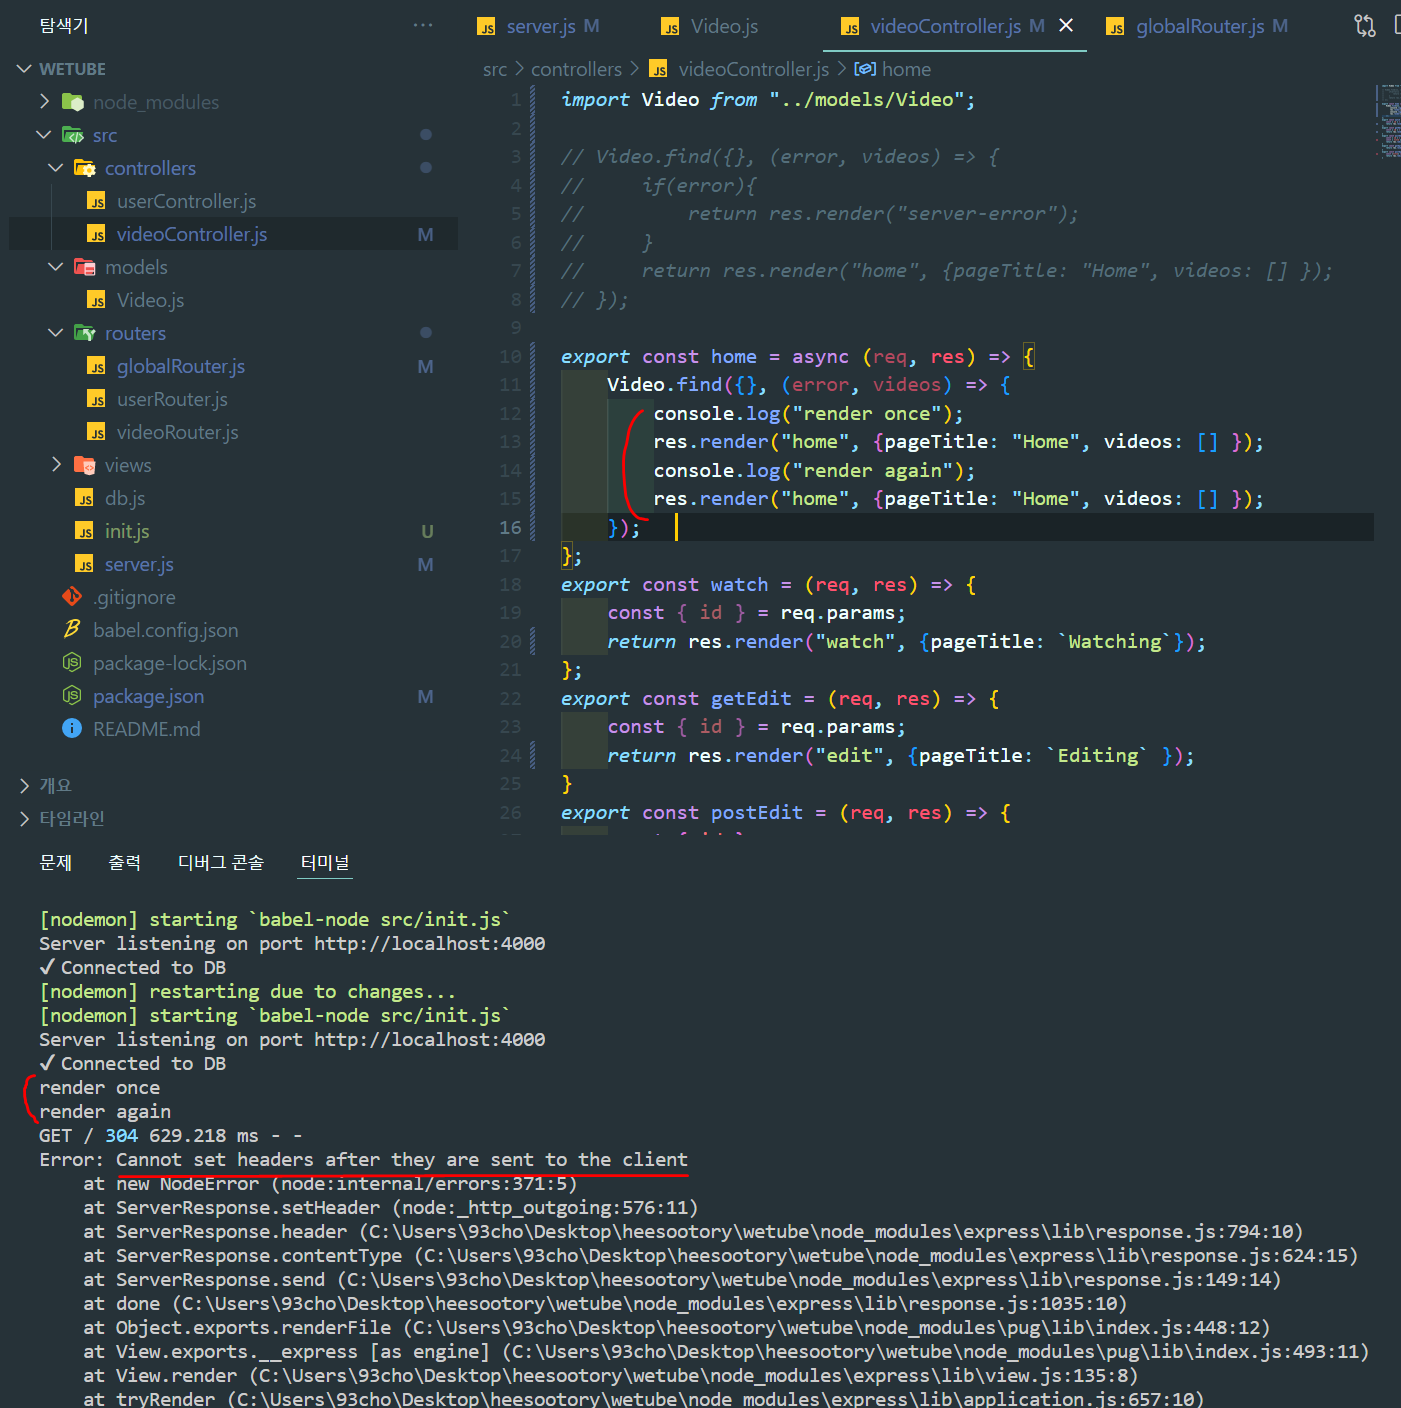 탐색기 ···
WETUBE
node_modules
src
controllers
userController.js
videoController.js M
models
Video.js
routers
globalRouter.js M
userRouter.js
videoRouter.js
views
db.js
init.js U
server.js M
.gitignore
babel.config.json
package-lock.json
package.json M
README.md
개요
타임라인
server.js M Video.js videoController.js M globalRouter.js M
src controllers videoController.js home
1 import Video from "../models/Video";
2
3 // Video.find({}, (error, videos) => {
4 //     if(error){
5 //         return res.render("server-error");
6 //     }
7 //     return res.render("home", {pageTitle: "Home", videos: [] });
8 // });
9
10 export const home = async (req, res) => {
11     Video.find({}, (error, videos) => {
12         console.log("render once");
13         res.render("home", {pageTitle: "Home", videos: [] });
14         console.log("render again");
15         res.render("home", {pageTitle: "Home", videos: [] });
16     });
17 };
18 export const watch = (req, res) => {
19     const { id } = req.params;
20     return res.render("watch", {pageTitle: `Watching`});
21 };
22 export const getEdit = (req, res) => {
23     const { id } = req.params;
24     return res.render("edit", {pageTitle: `Editing` });
25 }
26 export const postEdit = (req, res) => {
문제 출력 디버그 콘솔 터미널
[nodemon] starting `babel-node src/init.js`
Server listening on port http://localhost:4000
✓Connected to DB
[nodemon] restarting due to changes...
[nodemon] starting `babel-node src/init.js`
Server listening on port http://localhost:4000
✓Connected to DB
render once
render again
GET / 304 629.218 ms - -
Error: Cannot set headers after they are sent to the client
    at new NodeError (node:internal/errors:371:5)
    at ServerResponse.setHeader (node:_http_outgoing:576:11)
    at ServerResponse.header (C:\Users\93cho\Desktop\heesootory\wetube\node_modules\express\lib\response.js:794:10)
    at ServerResponse.contentType (C:\Users\93cho\Desktop\heesootory\wetube\node_modules\express\lib\response.js:624:15)
    at ServerResponse.send (C:\Users\93cho\Desktop\heesootory\wetube\node_modules\express\lib\response.js:149:14)
    at done (C:\Users\93cho\Desktop\heesootory\wetube\node_modules\express\lib\response.js:1035:10)
    at Object.exports.renderFile (C:\Users\93cho\Desktop\heesootory\wetube\node_modules\pug\lib\index.js:448:12)
    at View.exports.__express [as engine] (C:\Users\93cho\Desktop\heesootory\wetube\node_modules\pug\lib\index.js:493:11)
    at View.render (C:\Users\93cho\Desktop\heesootory\wetube\node_modules\express\lib\view.js:135:8)
    at tryRender (C:\Users\93cho\Desktop\heesootory\wetube\node_modules\express\lib\application.js:657:10)